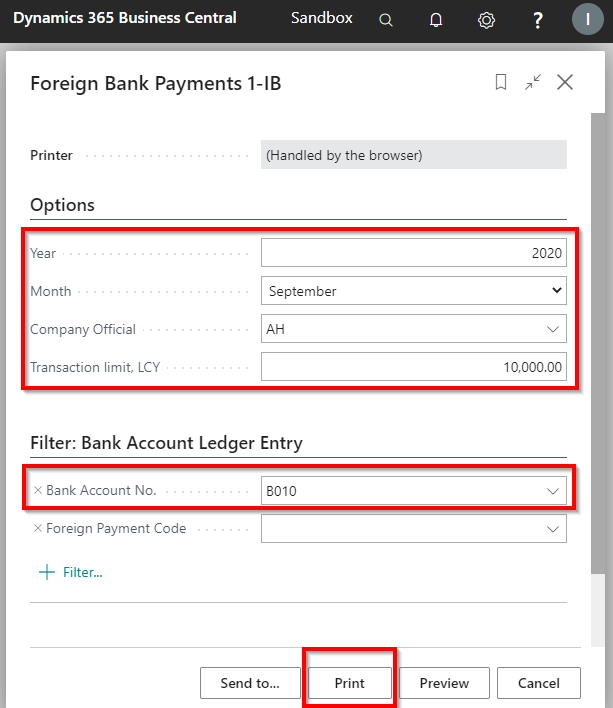 Dynamics 365 Business Central
Sandbox
?
I
Foreign Bank Payments 1-IB
Printer
(Handled by the browser)
Options
Year
2020
Month
September
Company Official
AH
Transaction limit, LCY
10,000.00
Filter: Bank Account Ledger Entry
× Bank Account No.
B010
× Foreign Payment Code
+ Filter...
Send to...
Print
Preview
Cancel